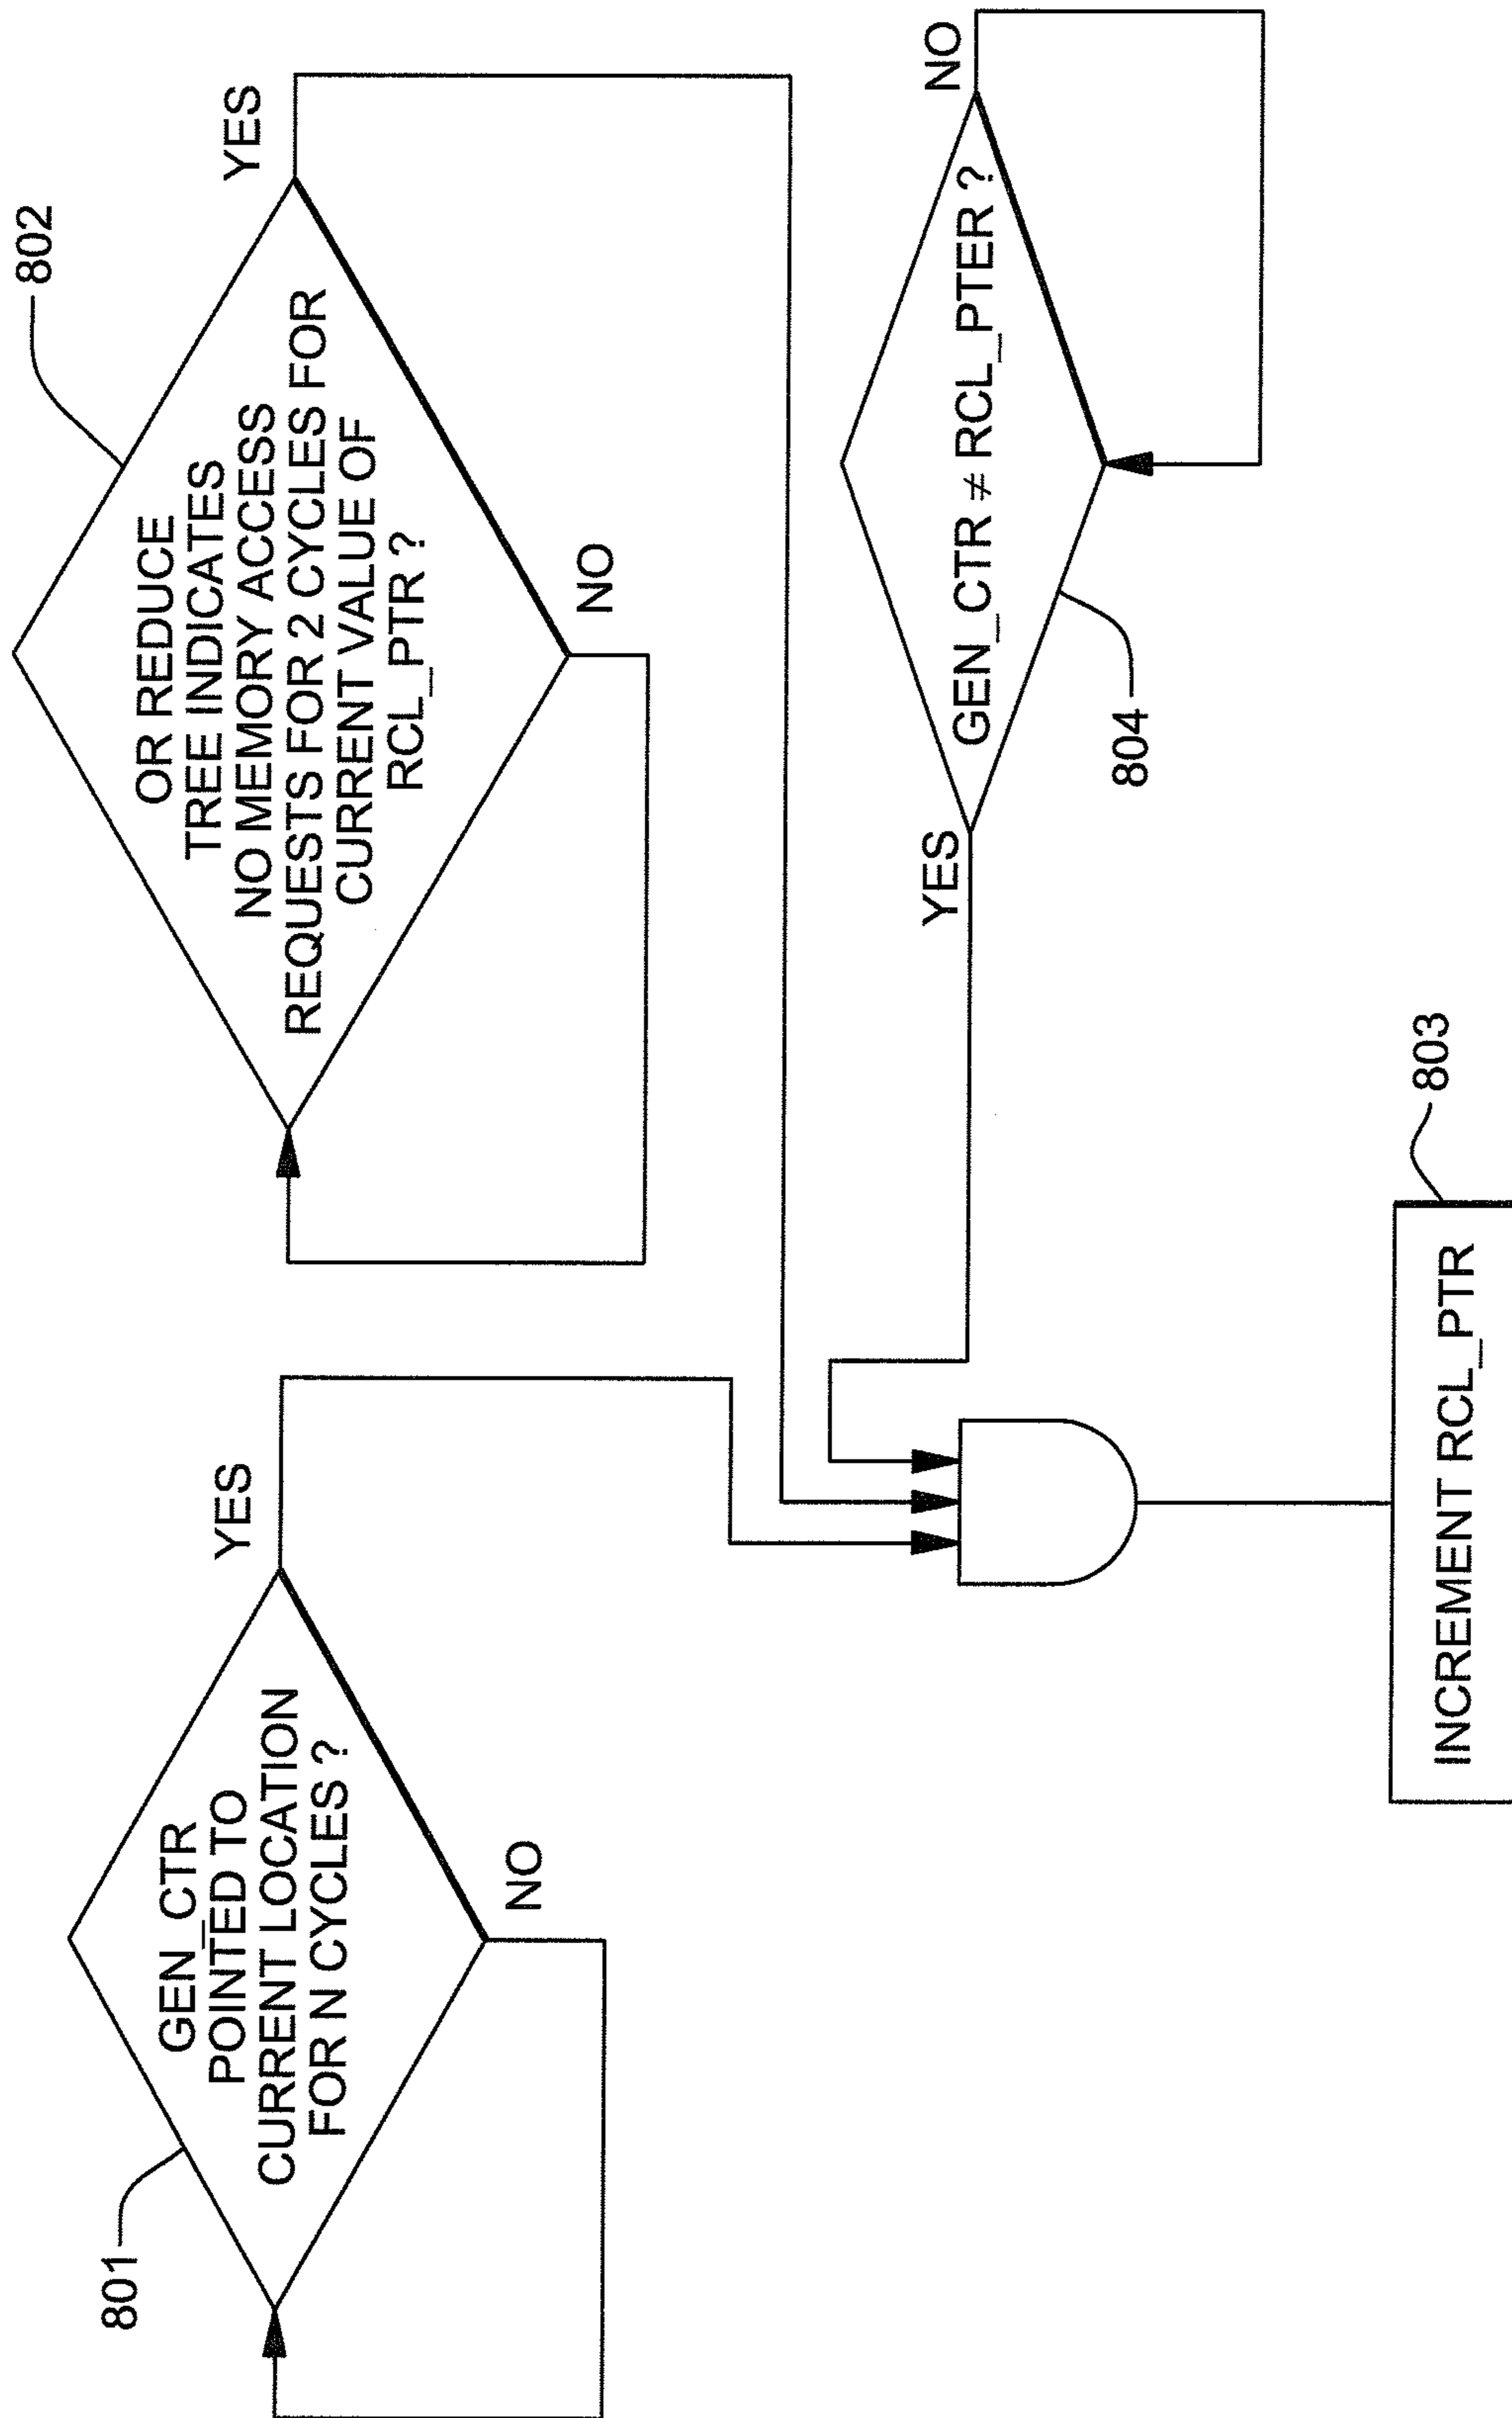 801
GEN_CTR
POINTED TO
CURRENT LOCATION
FOR N CYCLES ?
YES
NO
802
OR REDUCE
TREE INDICATES
NO MEMORY ACCESS
REQUESTS FOR 2 CYCLES FOR
CURRENT VALUE OF
RCL_PTR ?
YES
NO
YES
GEN_CTR ≠ RCL_PTER ?
NO
804
INCREMENT RCL_PTR
803